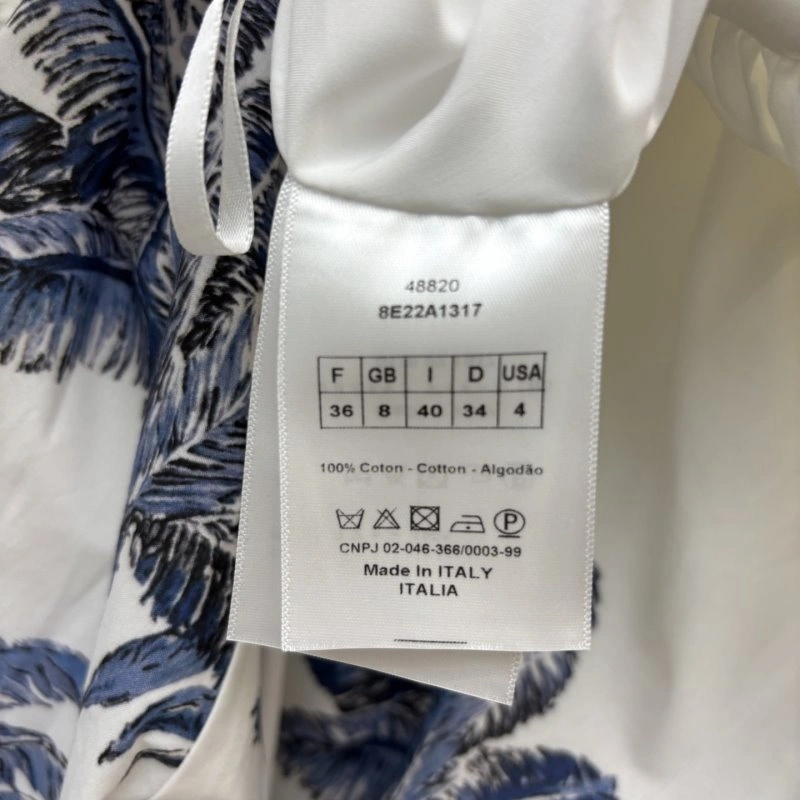 48820
8E22A1317
F GB I D USA
36 8 40 34 4
100% Coton - Cotton - Algodão
P
CNPJ 02-046-366/0003-99
Made In ITALY
ITALIA